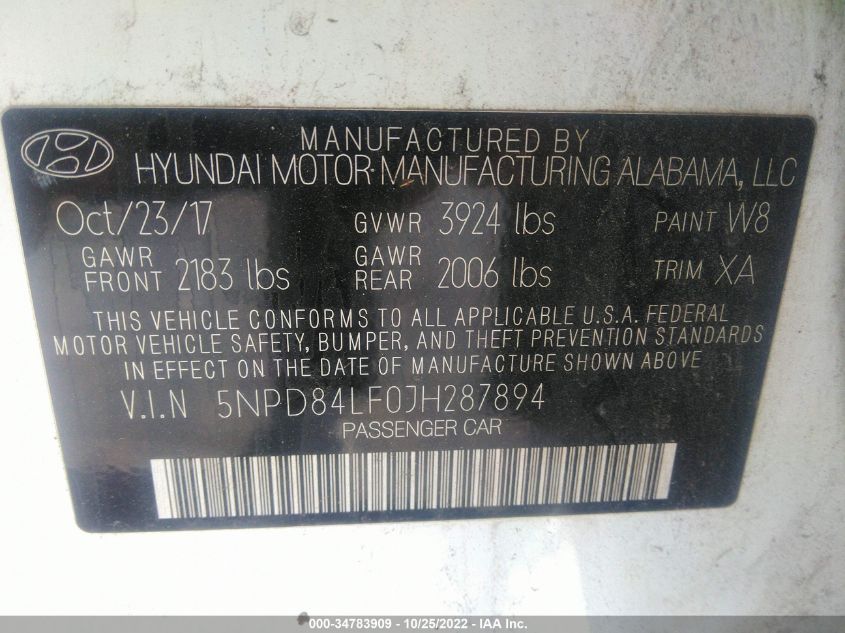 MANUFACTURED BY
HYUNDAI MOTOR MANUFACTURING ALABAMA, LLC
Oct/23/17 GVWR 3924 lbs PAINT W8
GAWR FRONT 2183 lbs GAWR REAR 2006 lbs TRIM XA
THIS VEHICLE CONFORMS TO ALL APPLICABLE U.S.A. FEDERAL
MOTOR VEHICLE SAFETY, BUMPER, AND THEFT PREVENTION STANDARDS
IN EFFECT ON THE DATE OF MANUFACTURE SHOWN ABOVE
V.I.N 5NPD84LF0JH287894
PASSENGER CAR
000-34783909 - 10/25/2022 - IAAI.com